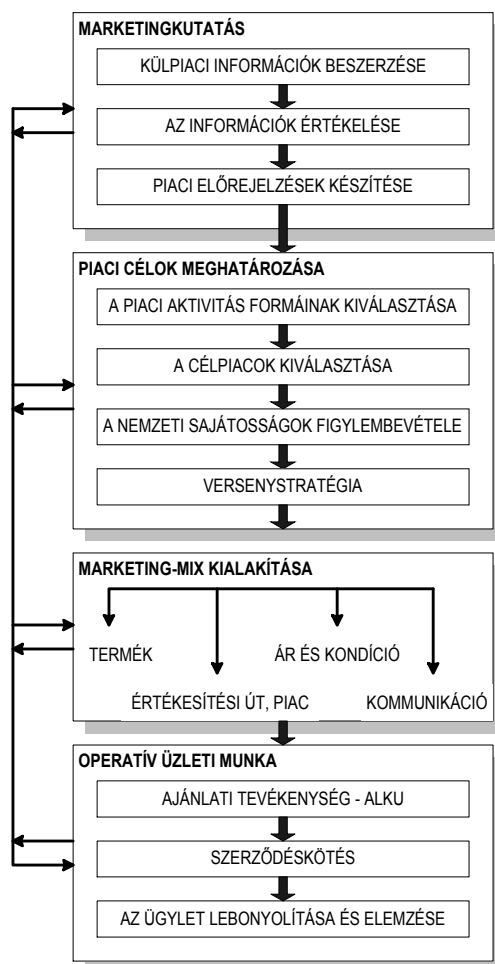 MARKETINGKUTATÁS
KÜLPIACI INFORMÁCIÓK BESZERZÉSE
AZ INFORMÁCIÓK ÉRTÉKELÉSE
PIACI ELŐREJELZÉSEK KÉSZÍTÉSE
PIACI CÉLOK MEGHATÁROZÁSA
A PIACI AKTIVITÁS FORMÁINAK KIVÁLASZTÁSA
A CÉLPIACOK KIVÁLASZTÁSA
A NEMZETI SAJÁTOSSÁGOK FIGYLEMBEVÉTELE
VERSENYSTRATÉGIA
MARKETING-MIX KIALAKÍTÁSA
TERMÉK ÁR ÉS KONDÍCIÓ
ÉRTÉKESÍTÉSI ÚT, PIAC KOMMUNIKÁCIÓ
OPERATÍV ÜZLETI MUNKA
AJÁNLATI TEVÉKENYSÉG - ALKU
SZERZŐDÉSKÖTÉS
AZ ÜGYLET LEBONYOLÍTÁSA ÉS ELEMZÉSE